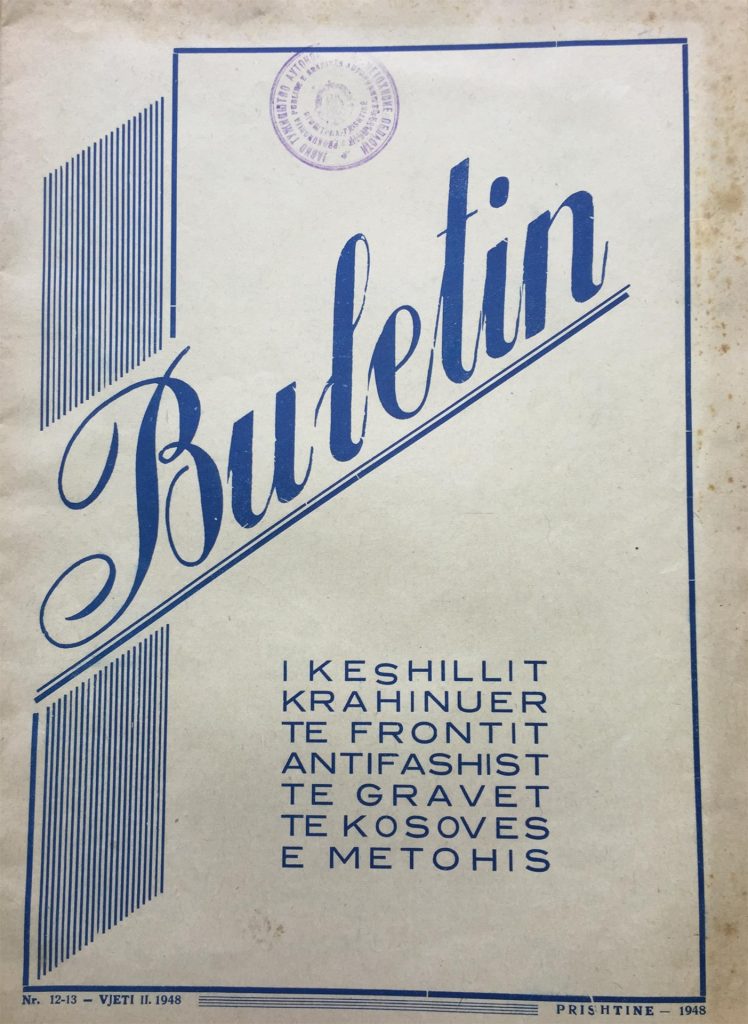 Buletin
I KESHILLIT
KRAHINUER
TE FRONTIT
ANTIFASHIST
TE GRAVET
TE KOSOVES
E METOHIS
Nr. 12-13 — VJETI II. 1948
PRISHTINE — 1948